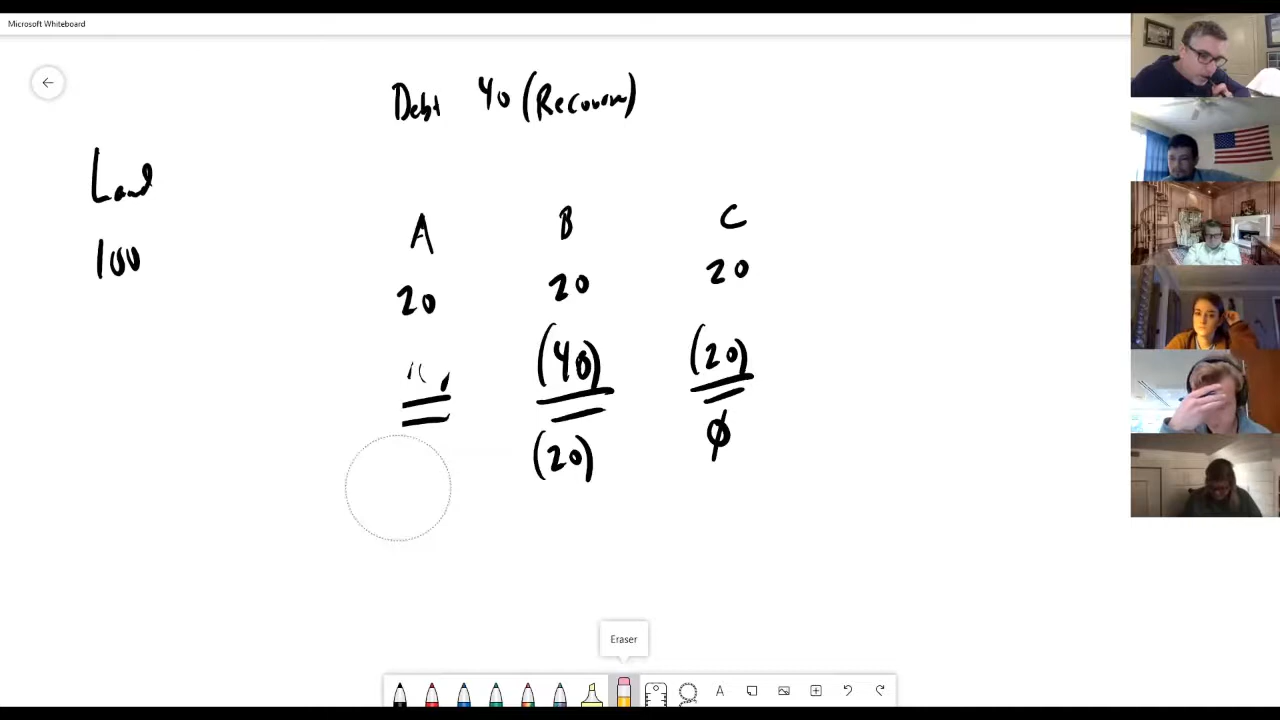 Microsoft Whiteboard
Debt 40 (Recourse)
Land
100
A B C
20 20 20
(40) (20)
(20) ∅
Eraser
A